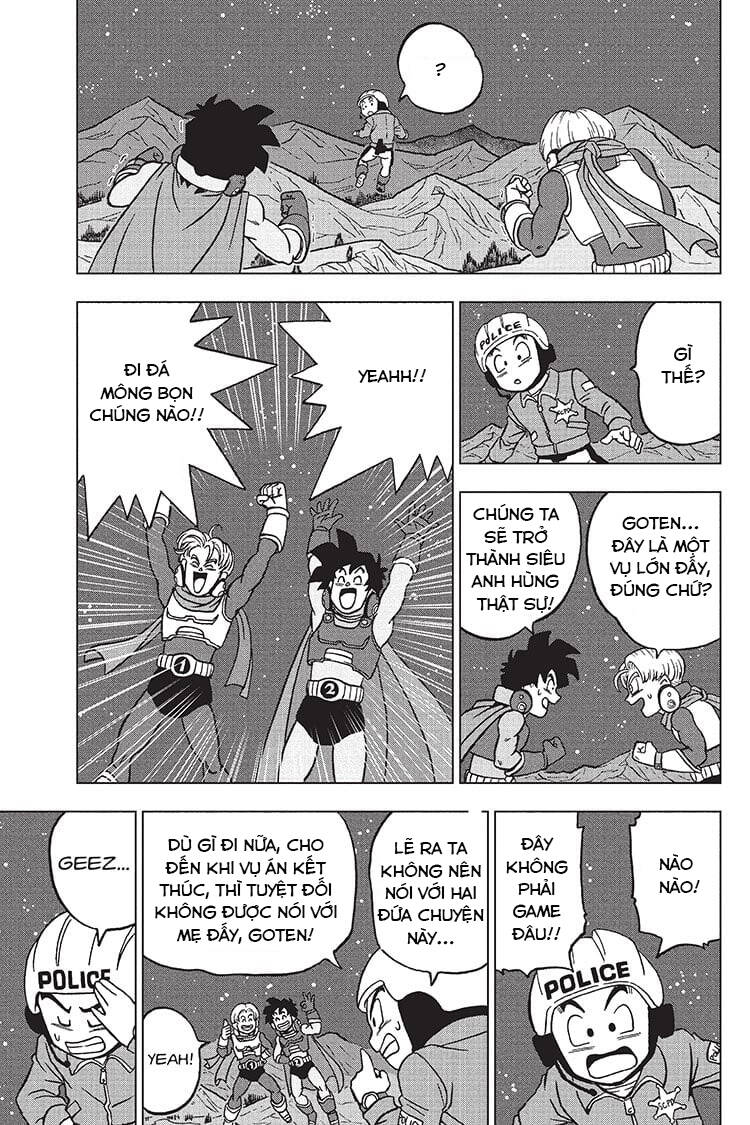 ?
GÌ
THẾ?
POLICE
SCPD
GOTEN...
ĐÂY LÀ MỘT
VỤ LỚN ĐẤY,
ĐÚNG CHỨ?
CHÚNG TA
SẼ TRỞ
THÀNH SIÊU
ANH HÙNG
THẬT SỰ!
YEAHH!!
ĐI ĐÁ
MÔNG BỌN
CHÚNG NÀO!!
1
2
NÀO
NÀO!
ĐÂY
KHÔNG
PHẢI
GAME
ĐÂU!!
POLICE
SCPD
LẼ RA TA
KHÔNG NÊN
NÓI VỚI HAI
ĐỨA CHUYỆN
NÀY...
DÙ GÌ ĐI NỮA, CHO
ĐẾN KHI VỤ ÁN KẾT
THÚC, THÌ TUYỆT ĐỐI
KHÔNG ĐƯỢC NÓI VỚI
MẸ ĐẤY, GOTEN!
YEAH!
GEEZ...
POLICE